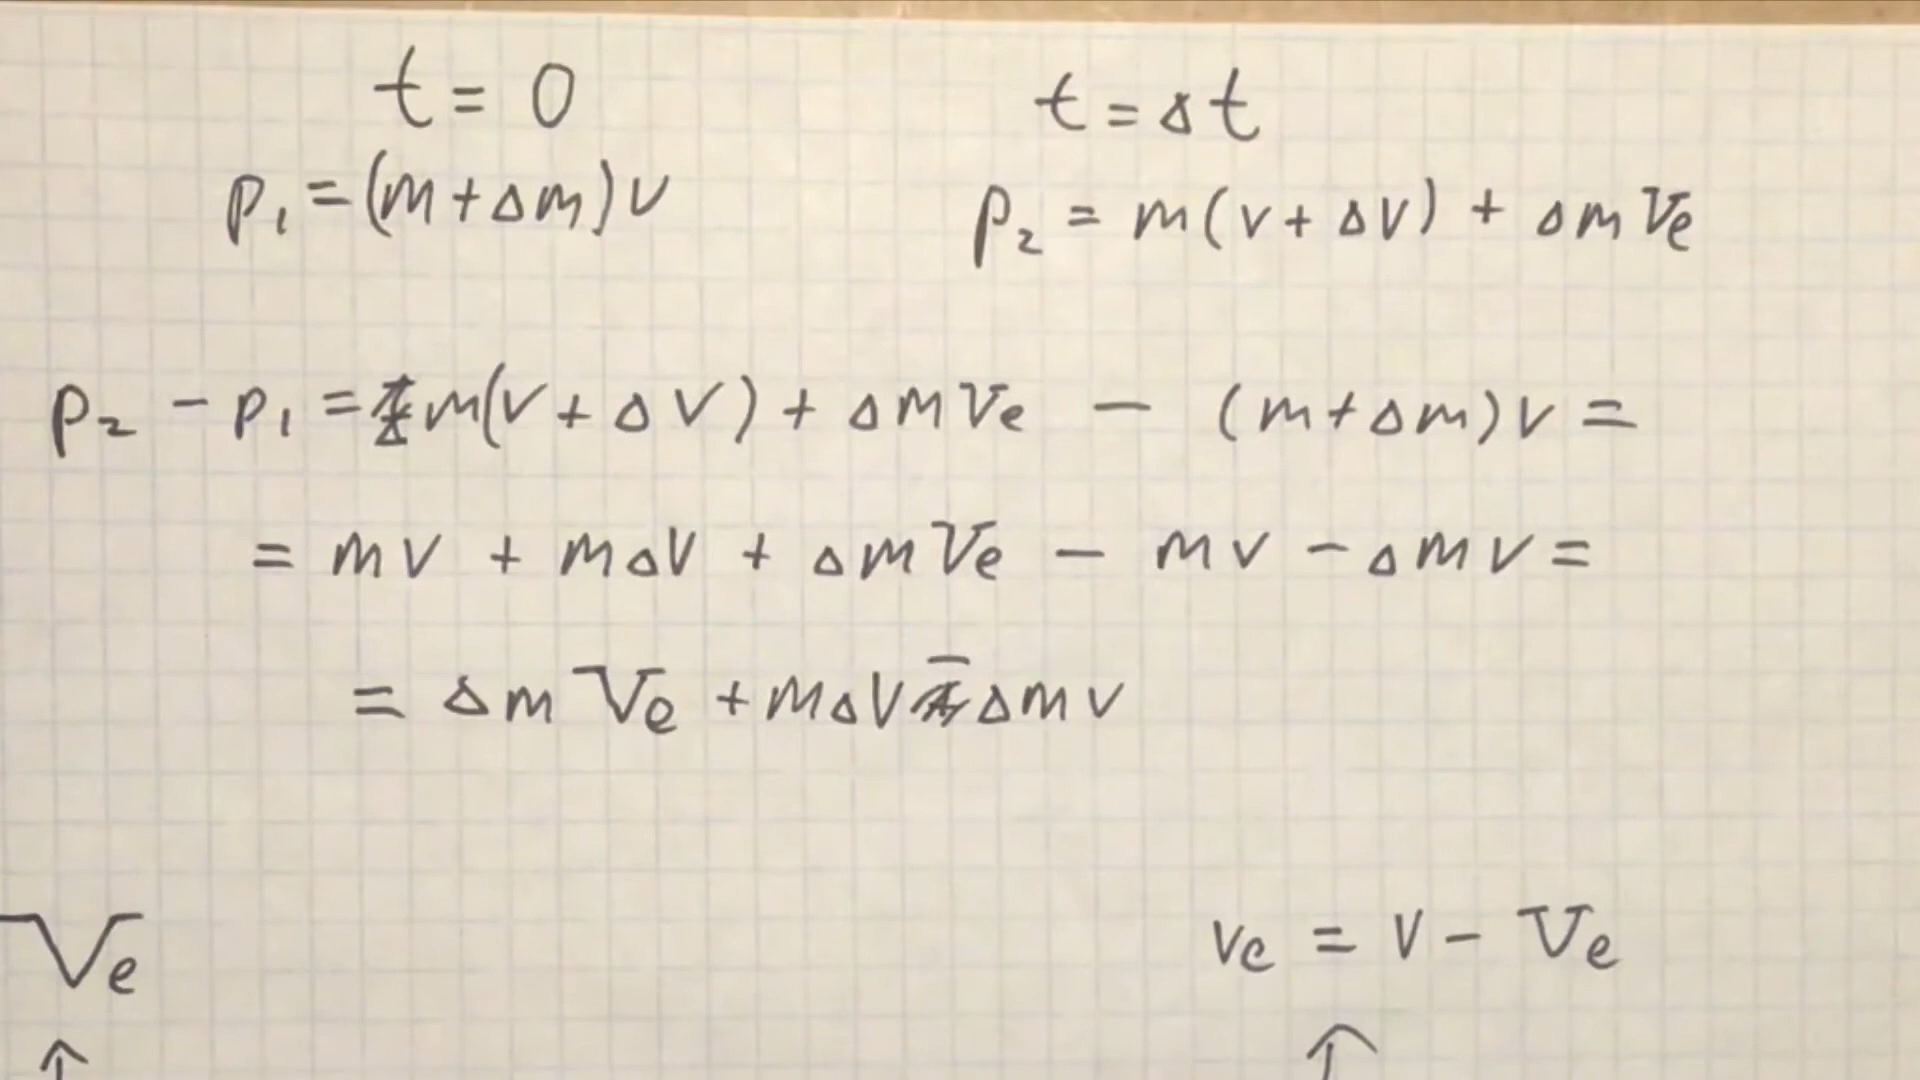 t = 0 t = Δt
p₁ = (m + Δm)v p₂ = m(v + ΔV) + Δm Ve
p₂ - p₁ = m(v + ΔV) + Δm Ve - (m + Δm)v =
= mv + mΔV + Δm Ve - mv - Δmv =
= Δm Ve + mΔV - Δmv
Ve ve = v - Ve
↑ ↑